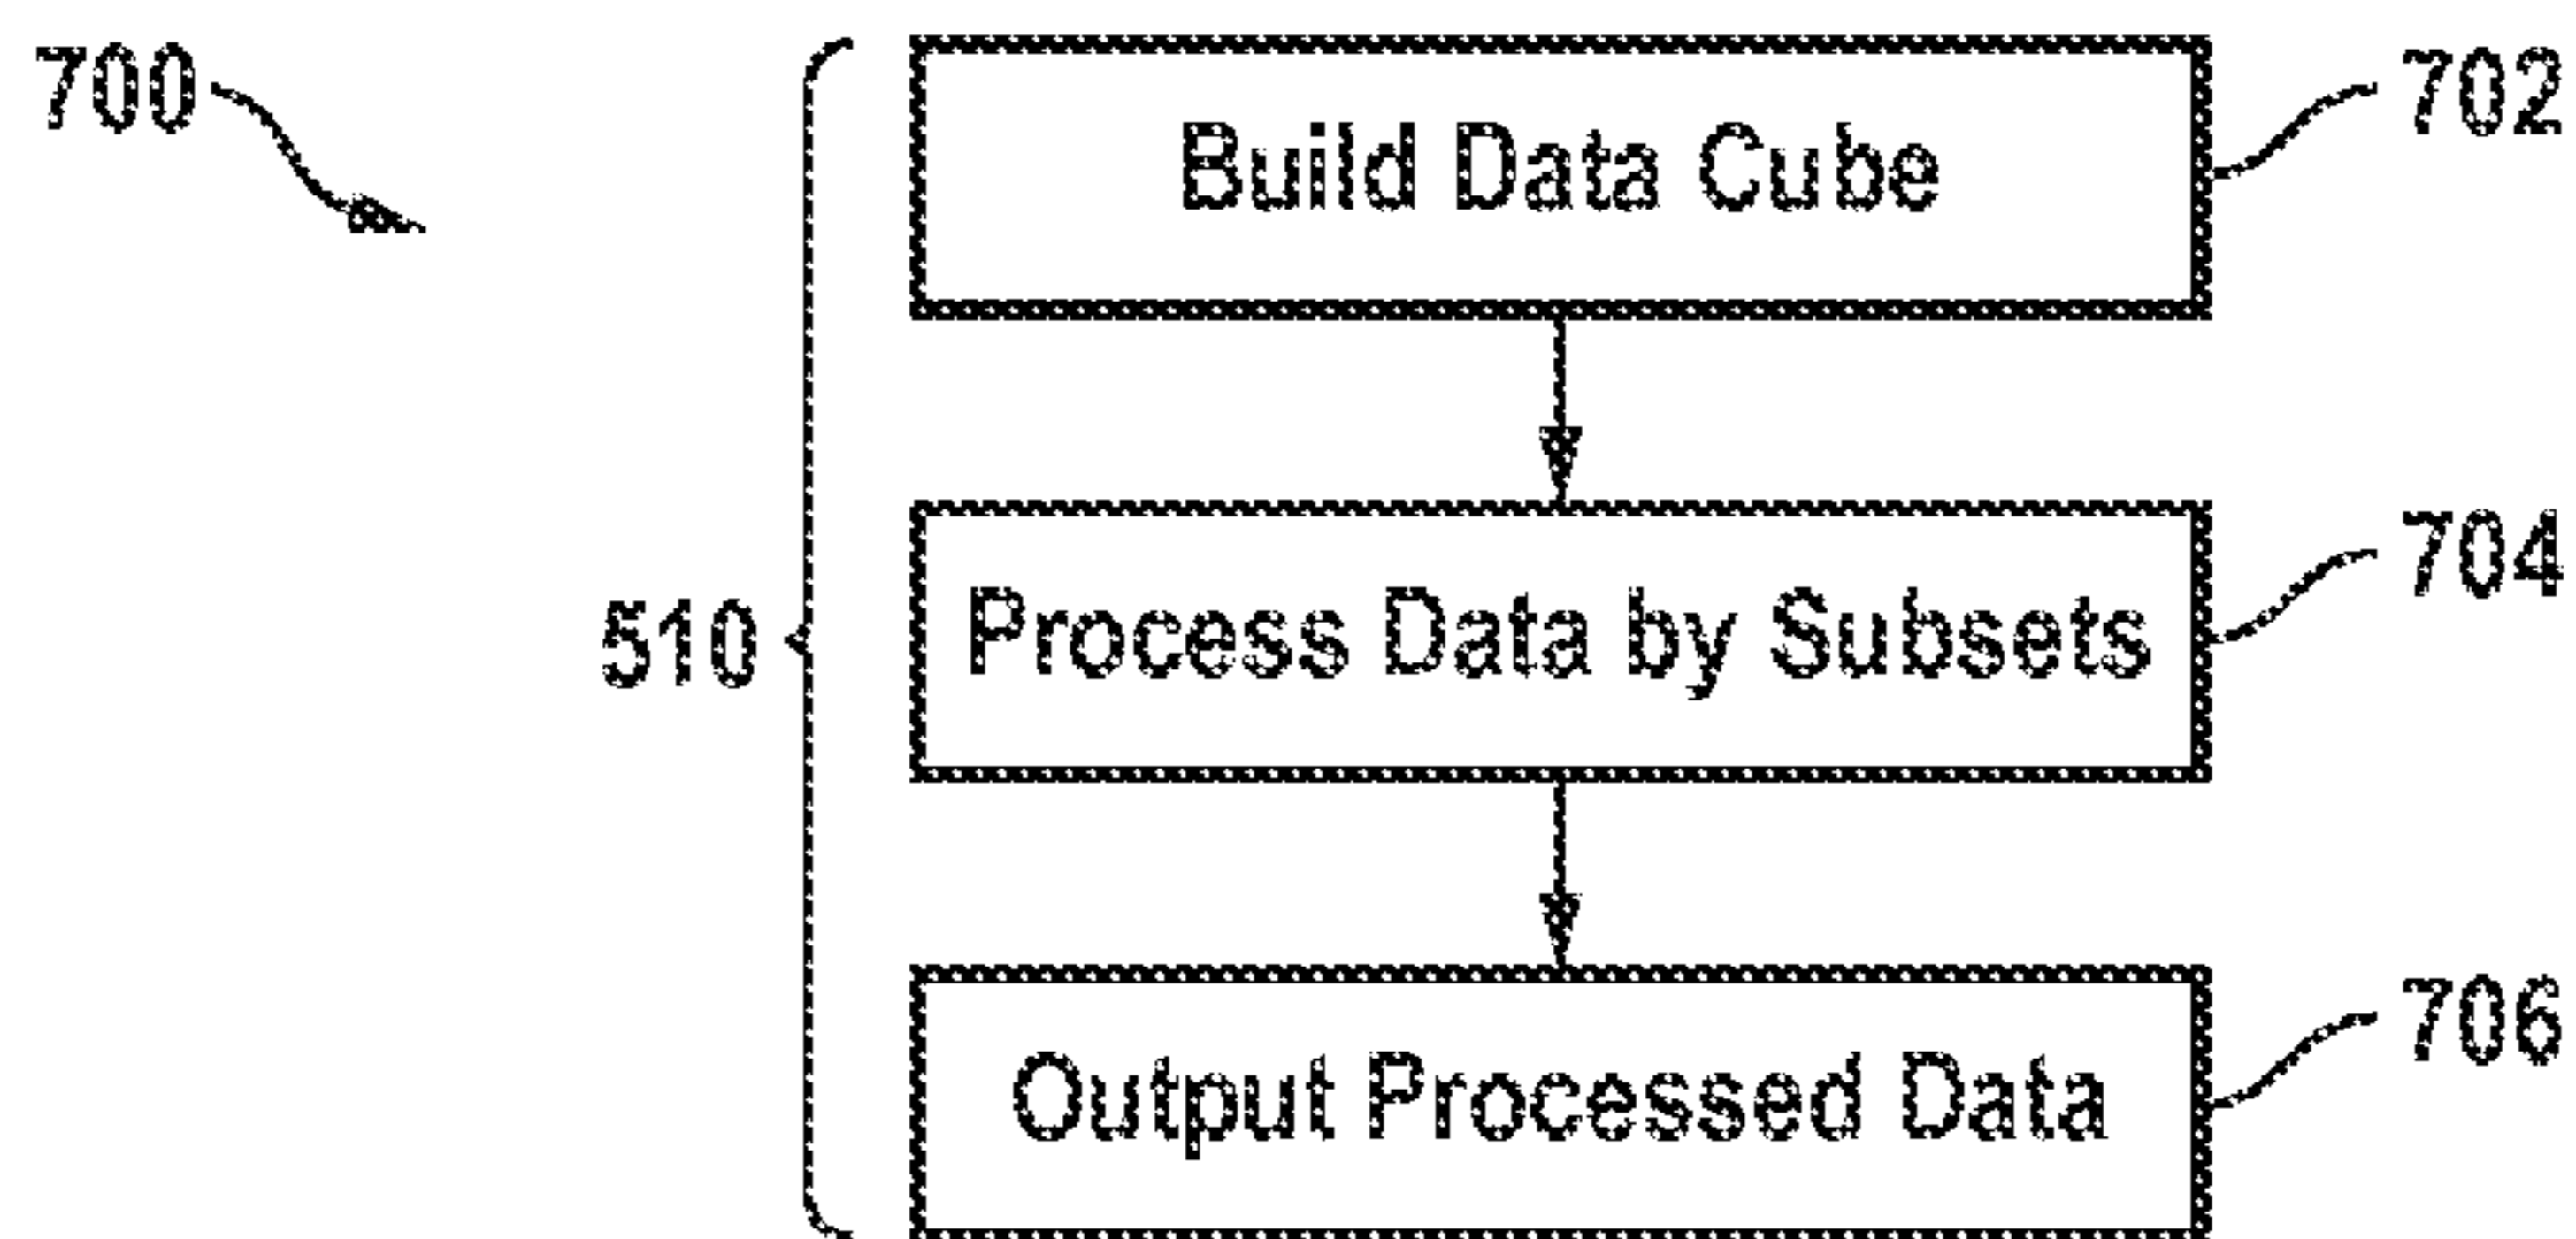 700
Build Data Cube
702
510
Process Data by Subsets
704
Output Processed Data
706